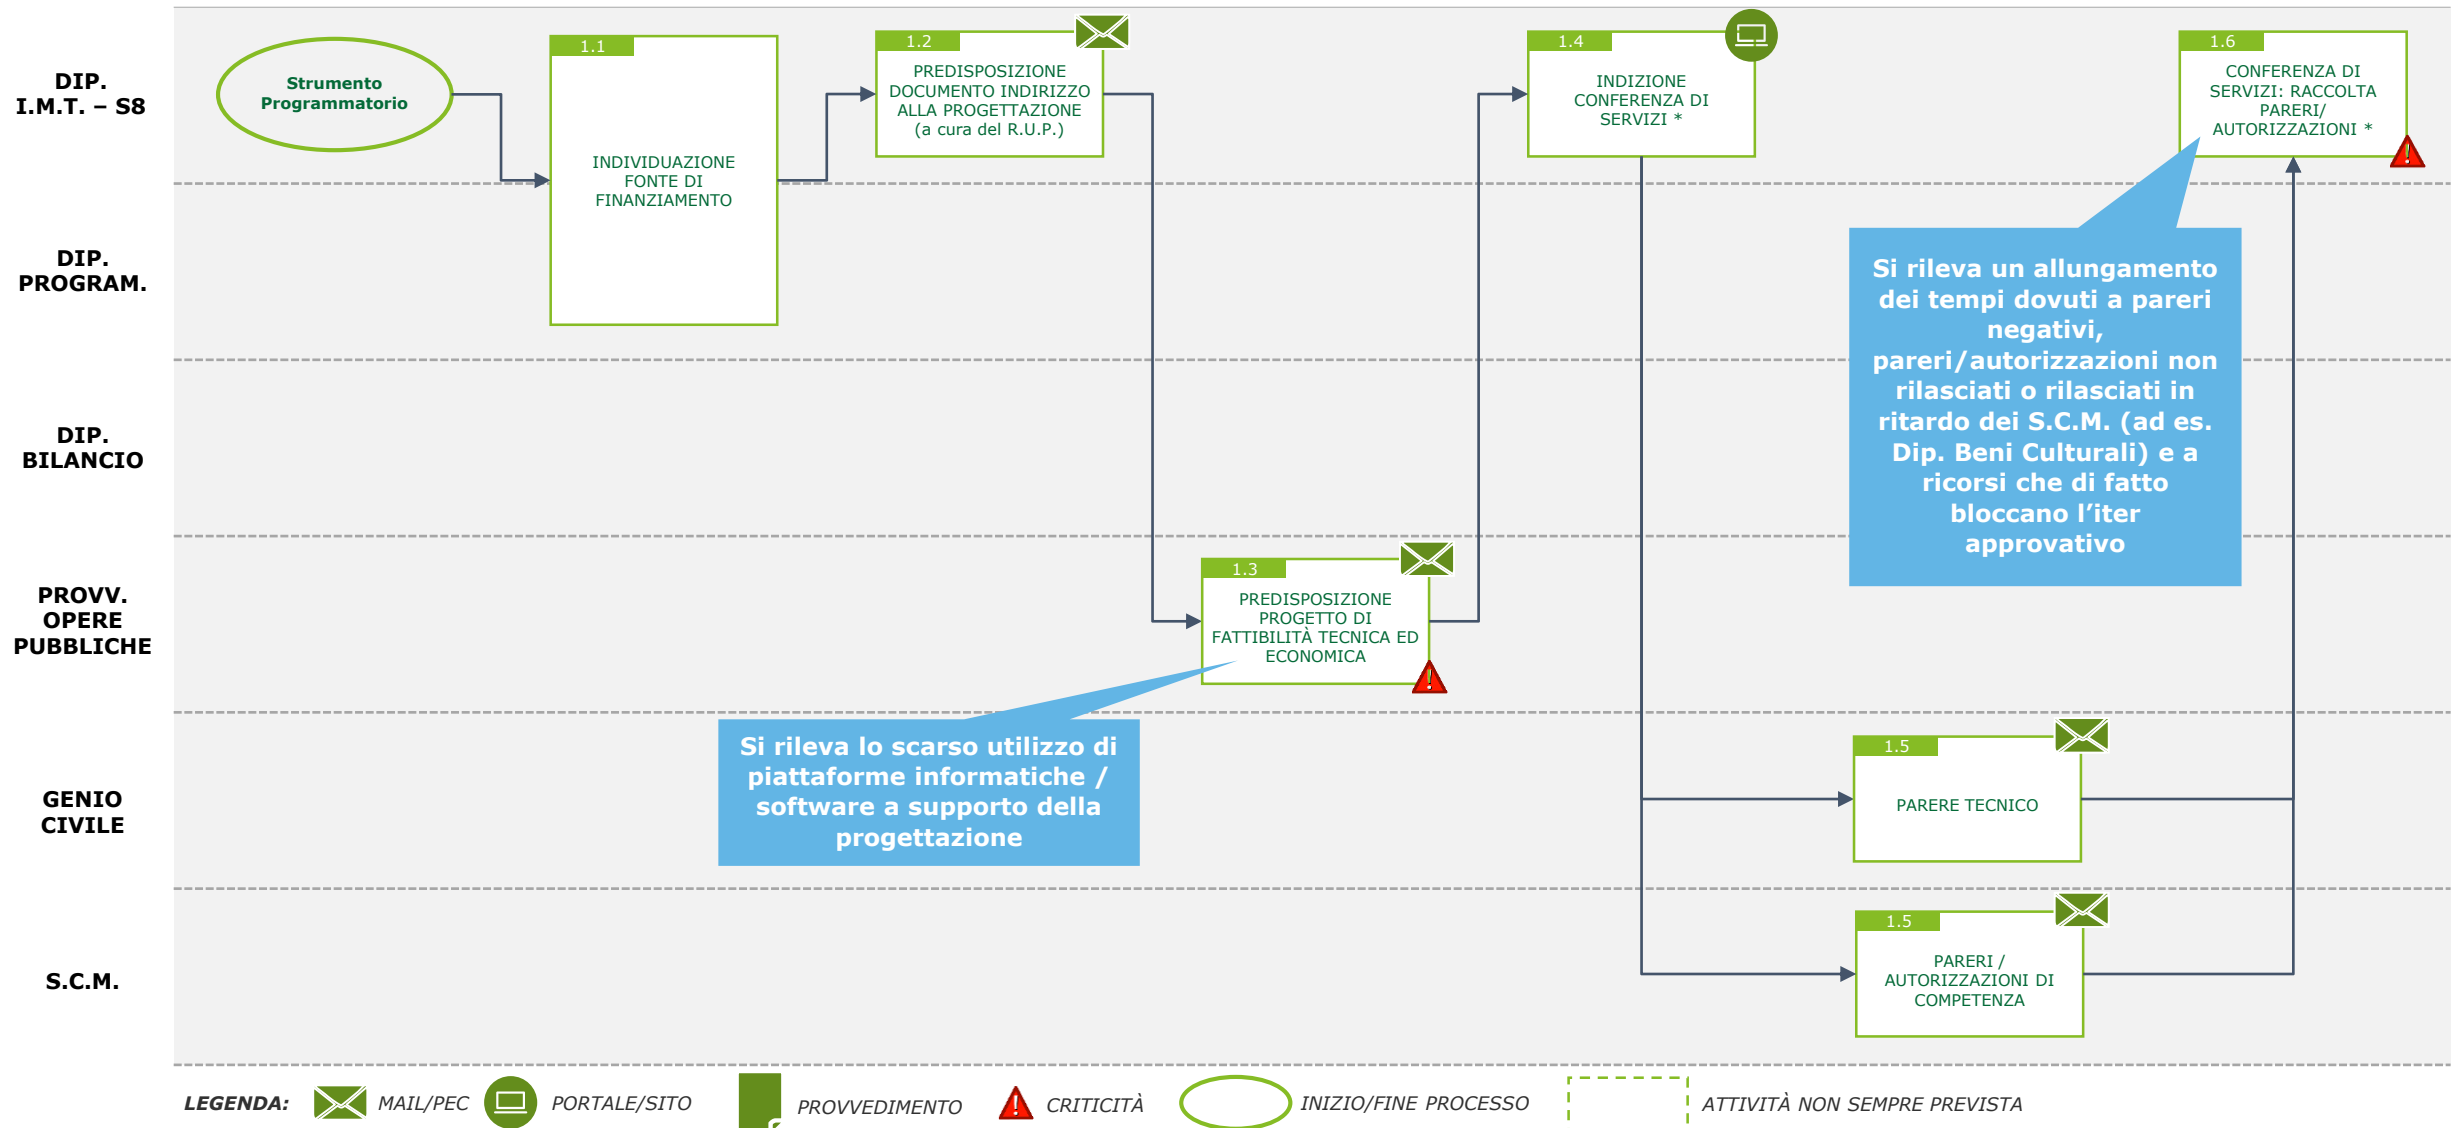 DIP.
I.M.T. – S8
Strumento
Programmatorio
1.1
INDIVIDUAZIONE
FONTE DI
FINANZIAMENTO
1.2
PREDISPOSIZIONE
DOCUMENTO INDIRIZZO
ALLA PROGETTAZIONE
(a cura del R.U.P.)
1.4
INDIZIONE
CONFERENZA DI
SERVIZI *
1.6
CONFERENZA DI
SERVIZI: RACCOLTA
PARERI/
AUTORIZZAZIONI *
DIP.
PROGRAM.
Si rileva un allungamento
dei tempi dovuti a pareri
negativi,
pareri/autorizzazioni non
rilasciati o rilasciati in
ritardo dei S.C.M. (ad es.
Dip. Beni Culturali) e a
ricorsi che di fatto
bloccano l’iter
approvativo
DIP.
BILANCIO
PROVV.
OPERE
PUBBLICHE
1.3
PREDISPOSIZIONE
PROGETTO DI
FATTIBILITÀ TECNICA ED
ECONOMICA
Si rileva lo scarso utilizzo di
piattaforme informatiche /
software a supporto della
progettazione
GENIO
CIVILE
1.5
PARERE TECNICO
S.C.M.
1.5
PARERI /
AUTORIZZAZIONI DI
COMPETENZA
LEGENDA:
MAIL/PEC
PORTALE/SITO
PROVVEDIMENTO
CRITICITÀ
INIZIO/FINE PROCESSO
ATTIVITÀ NON SEMPRE PREVISTA